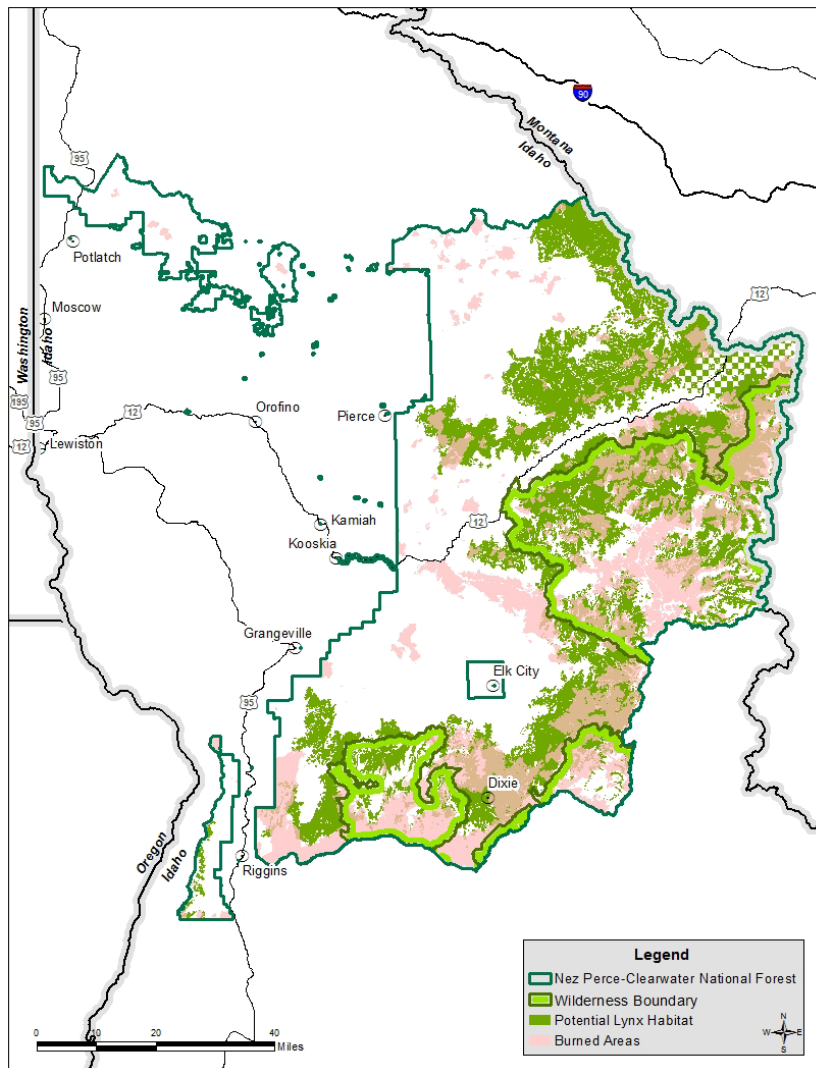 90
Montana
Idaho
95
Potlatch
12
Moscow
Washington
Idaho
95
195
95
12
Orofino
Pierce
12
Lewiston
12
Kamiah
Kooskia
Grangeville
Elk City
95
Dixie
Oregon
Idaho
Riggins
Legend
Nez Perce-Clearwater National Forest
Wilderness Boundary
Potential Lynx Habitat
Burned Areas
N
W E
S
0 10 20 40
Miles